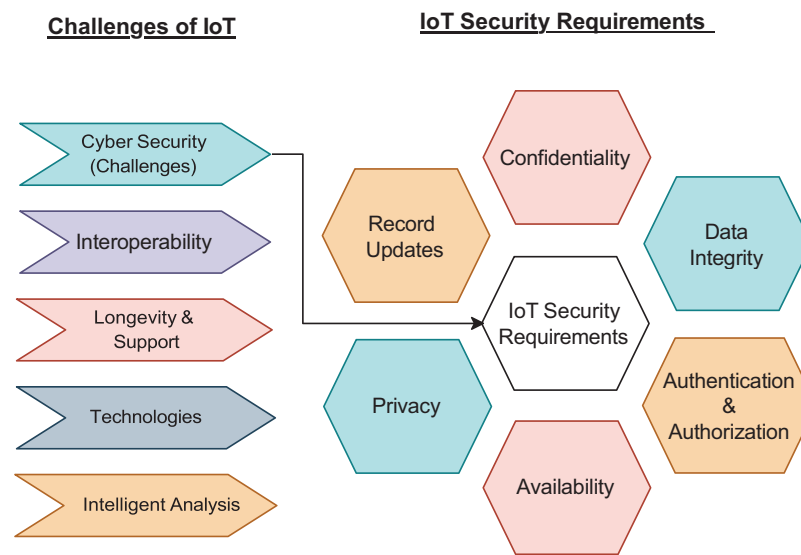 Challenges of IoT
IoT Security Requirements
Cyber Security
(Challenges)
Interoperability
Longevity &
Support
Technologies
Intelligent Analysis
Confidentiality
Record
Updates
Data
Integrity
IoT Security
Requirements
Privacy
Authentication
&
Authorization
Availability